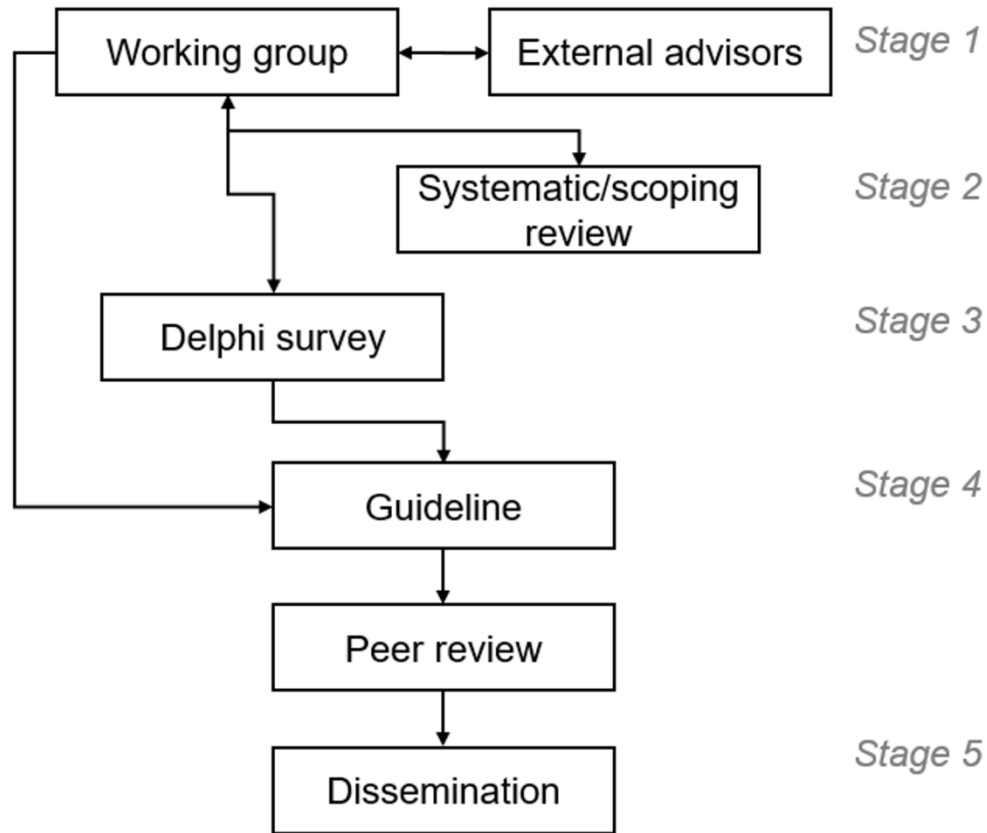 Working group
External advisors
Stage 1
Systematic/scoping
review
Stage 2
Delphi survey
Stage 3
Guideline
Stage 4
Peer review
Dissemination
Stage 5